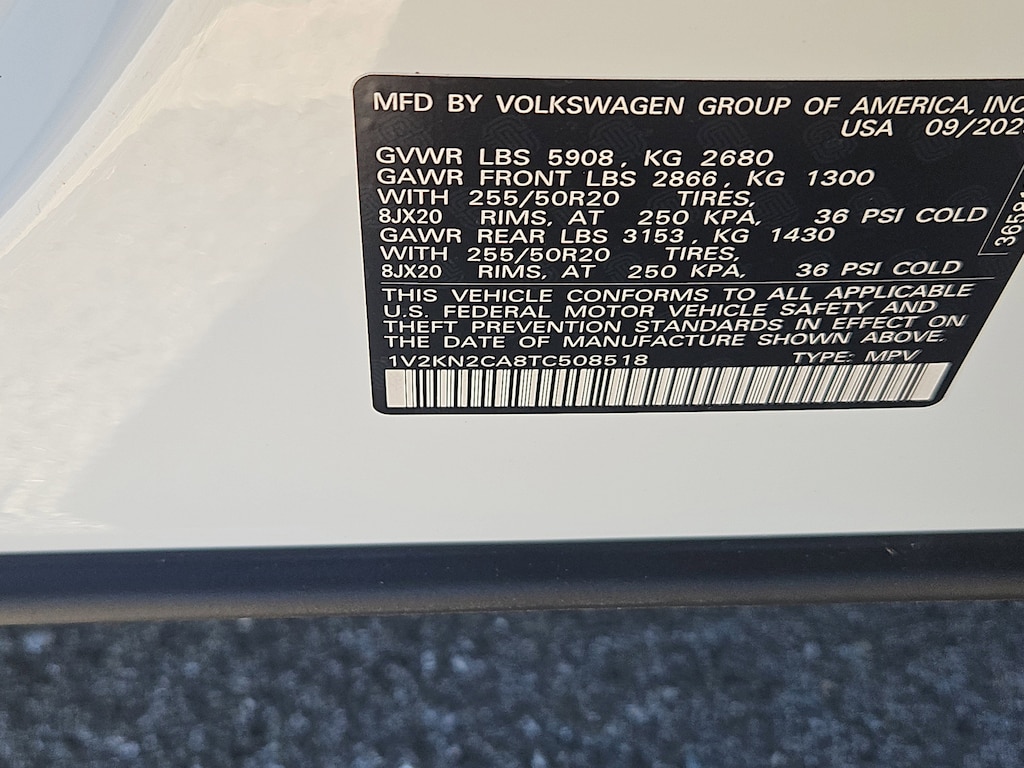 MFD BY VOLKSWAGEN GROUP OF AMERICA, INC
USA 09/202
GVWR LBS 5908, KG 2680
GAWR FRONT LBS 2866, KG 1300
WITH 255/50R20 TIRES,
8JX20 RIMS, AT 250 KPA, 36 PSI COLD
GAWR REAR LBS 3153, KG 1430
WITH 255/50R20 TIRES,
8JX20 RIMS, AT 250 KPA, 36 PSI COLD
THIS VEHICLE CONFORMS TO ALL APPLICABLE
U.S. FEDERAL MOTOR VEHICLE SAFETY AND
THEFT PREVENTION STANDARDS IN EFFECT ON
THE DATE OF MANUFACTURE SHOWN ABOVE.
1V2KN2CA8TC508518 TYPE: MPV